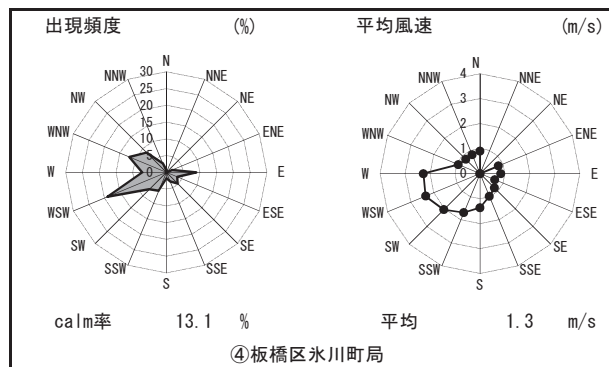 出現頻度 (%) 平均風速 (m/s)
N N
NNW 30 NNE NNW 4 NNE
NW 25 NE NW 3 NE
20
15 2
WNW 10 ENE WNW 1 ENE
5
W 0 E W 0 E
WSW ESE WSW ESE
SW SE SW SE
SSW SSE SSW SSE
S S
calm率 13.1 % 平均 1.3 m/s
④板橋区氷川町局